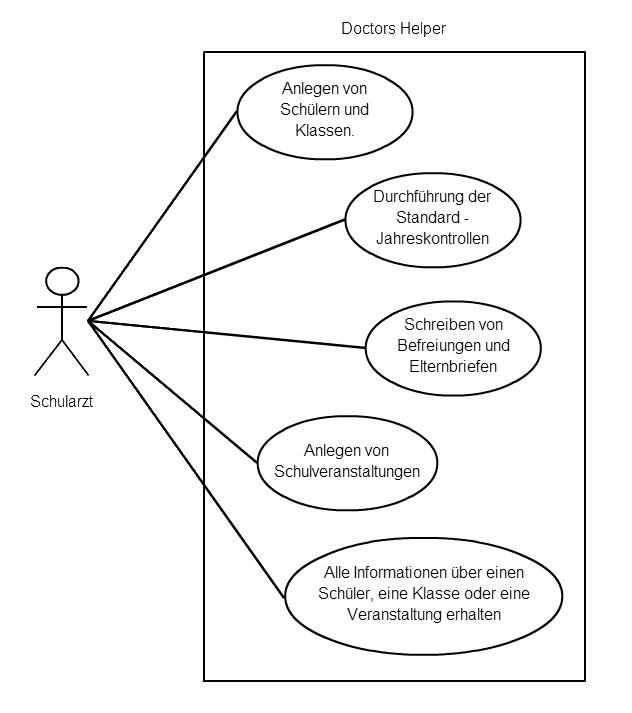 Doctors Helper
Anlegen von
Schülern und
Klassen.
Durchführung der
Standard -
Jahreskontrollen
Schreiben von
Befreiungen und
Elternbriefen
Schularzt
Anlegen von
Schulveranstaltungen
Alle Informationen über einen
Schüler, eine Klasse oder eine
Veranstaltung erhalten